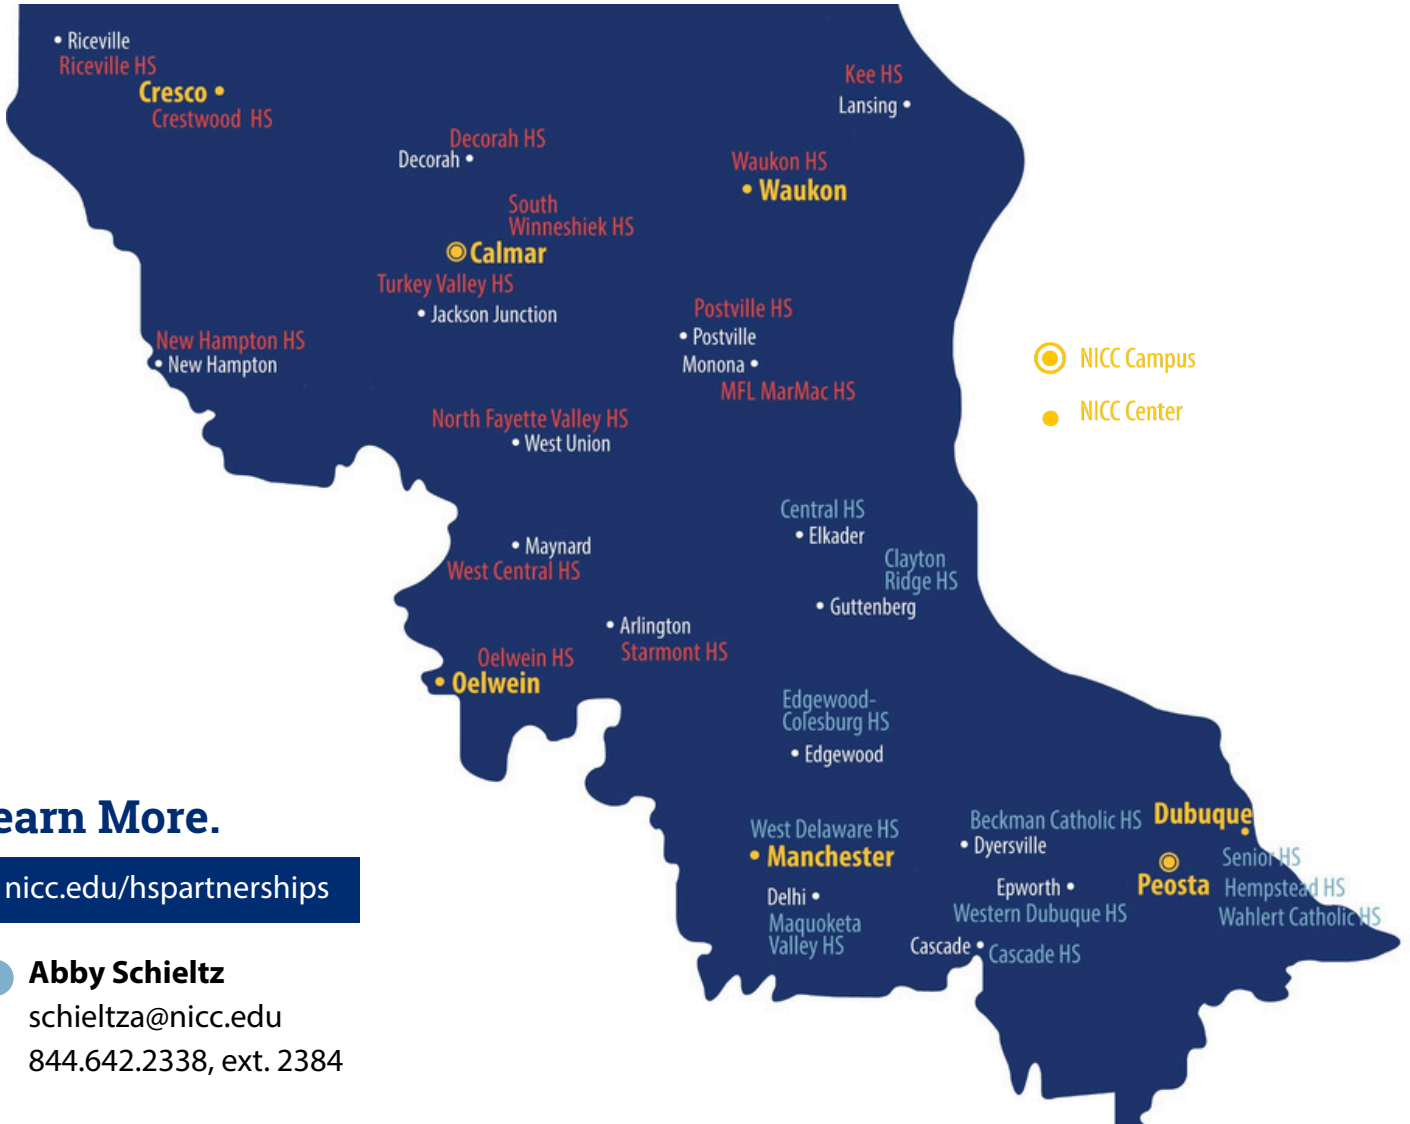 • Riceville
Riceville HS
Cresco •
Crestwood HS
Kee HS
Lansing •
Decorah HS
Decorah •
Waukon HS
• Waukon
South
Winneshiek HS
Calmar
Turkey Valley HS
• Jackson Junction
New Hampton HS
• New Hampton
Postville HS
• Postville
Monona •
MFL MarMac HS
NICC Campus
NICC Center
North Fayette Valley HS
• West Union
Central HS
• Elkader
Clayton
Ridge HS
• Guttenberg
• Maynard
West Central HS
• Arlington
Starmont HS
Oelwein HS
• Oelwein
Edgewood-
Colesburg HS
• Edgewood
West Delaware HS
• Manchester
Delhi •
Maquoketa
Valley HS
Beckman Catholic HS
• Dyersville
Epworth •
Western Dubuque HS
Cascade •
Cascade HS
Dubuque
Peosta
Senior HS
Hempstead HS
Wahlert Catholic HS
earn More.
nicc.edu/hspartnerships
Abby Schieltz
schieltza@nicc.edu
844.642.2338, ext. 2384